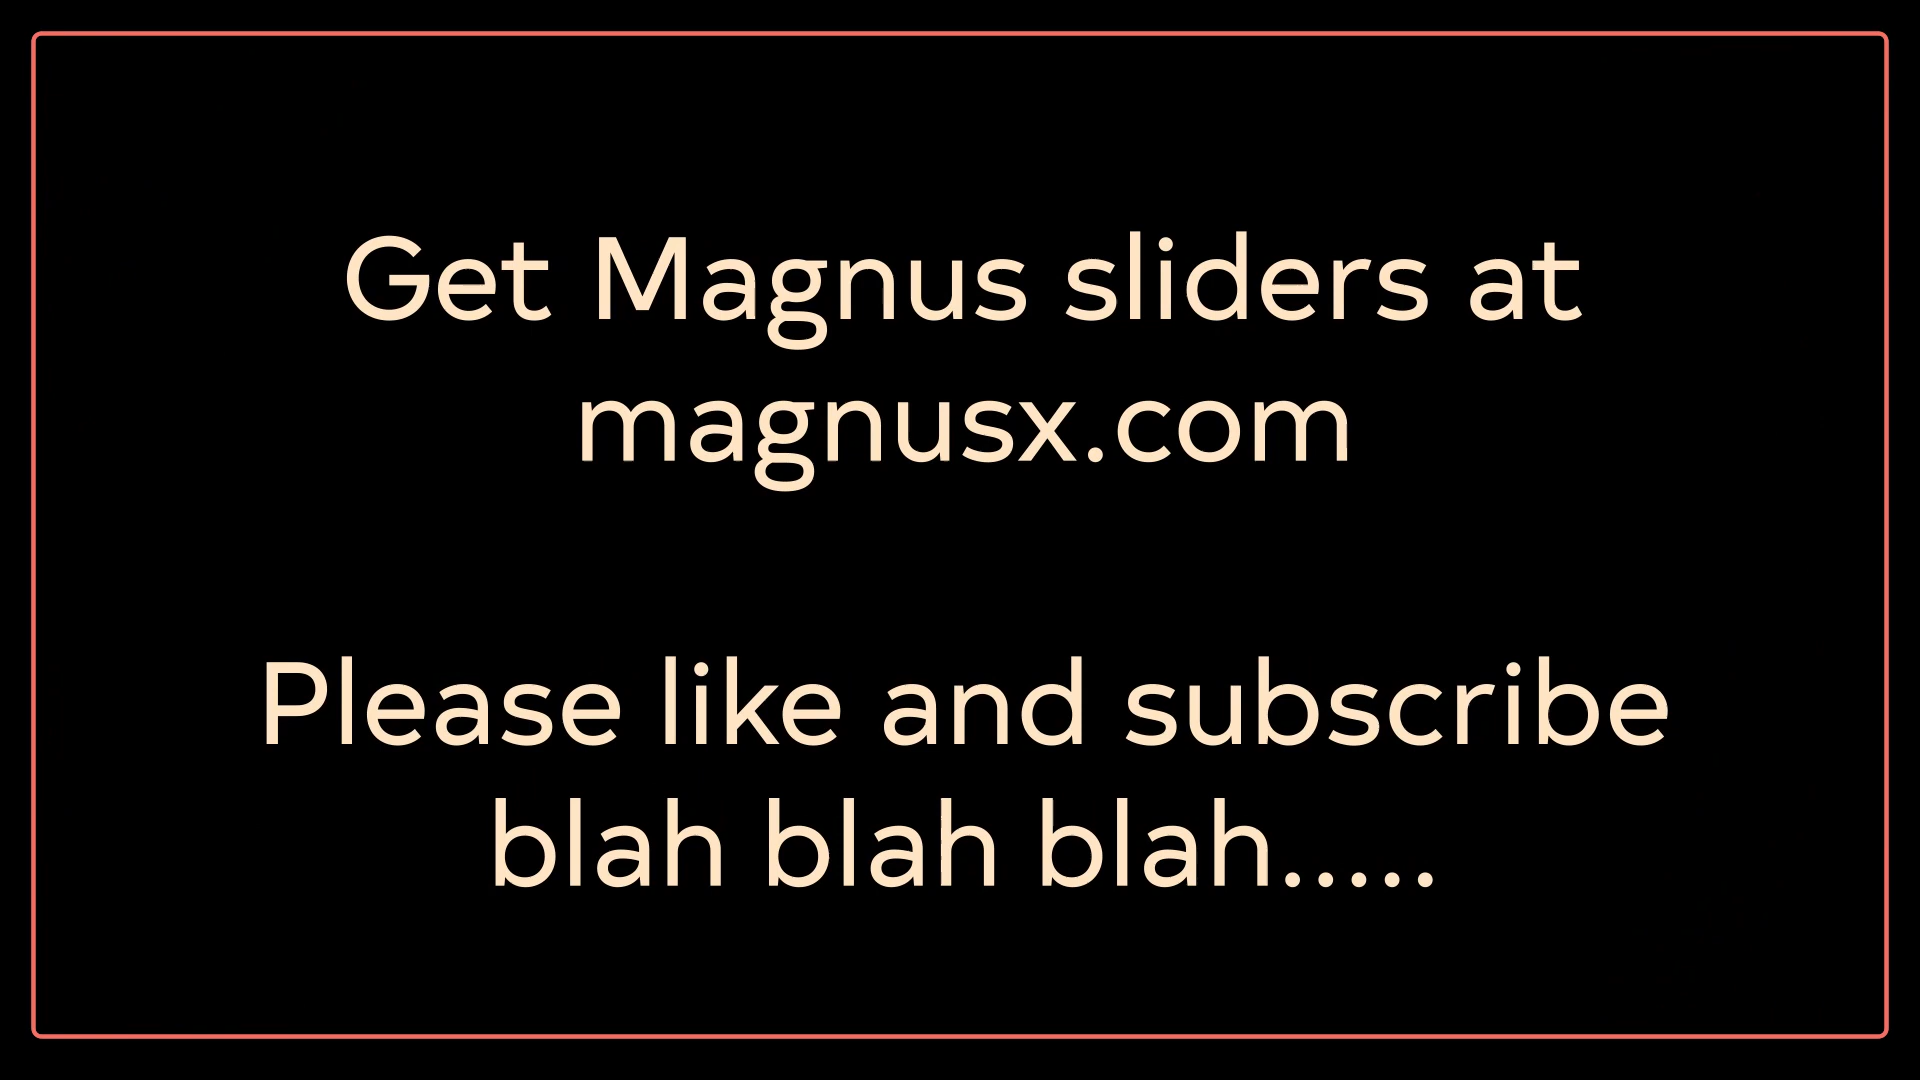 Get Magnus sliders at
magnusx.com
Please like and subscribe
blah blah blah.....